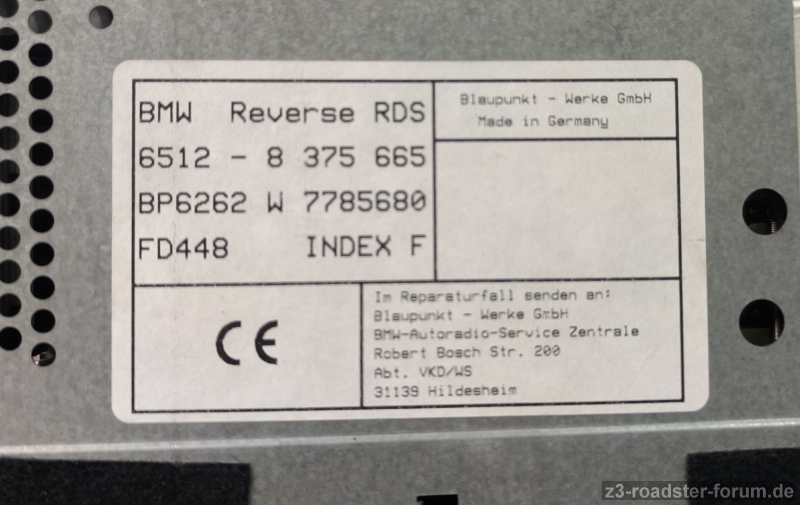 BMW Reverse RDS
6512 - 8 375 665
BP6262 W 7785680
FD448 INDEX F
Blaupunkt - Werke GmbH
Made in Germany
CE
Im Reparaturfall senden an:
Blaupunkt - Werke GmbH
BMW-Autoradio-Service Zentrale
Robert Bosch Str. 200
Abt. VKD/WS
31139 Hildesheim
z3-roadster-forum.de